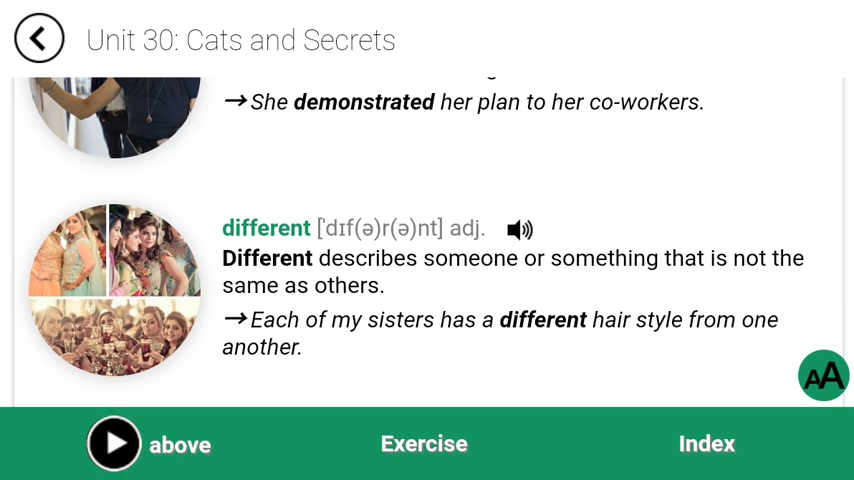 Unit 30: Cats and Secrets
→ She demonstrated her plan to her co-workers.
different [ˈdɪf(ə)r(ə)nt] adj.
Different describes someone or something that is not the
same as others.
→ Each of my sisters has a different hair style from one
another.
AA
above
Exercise
Index